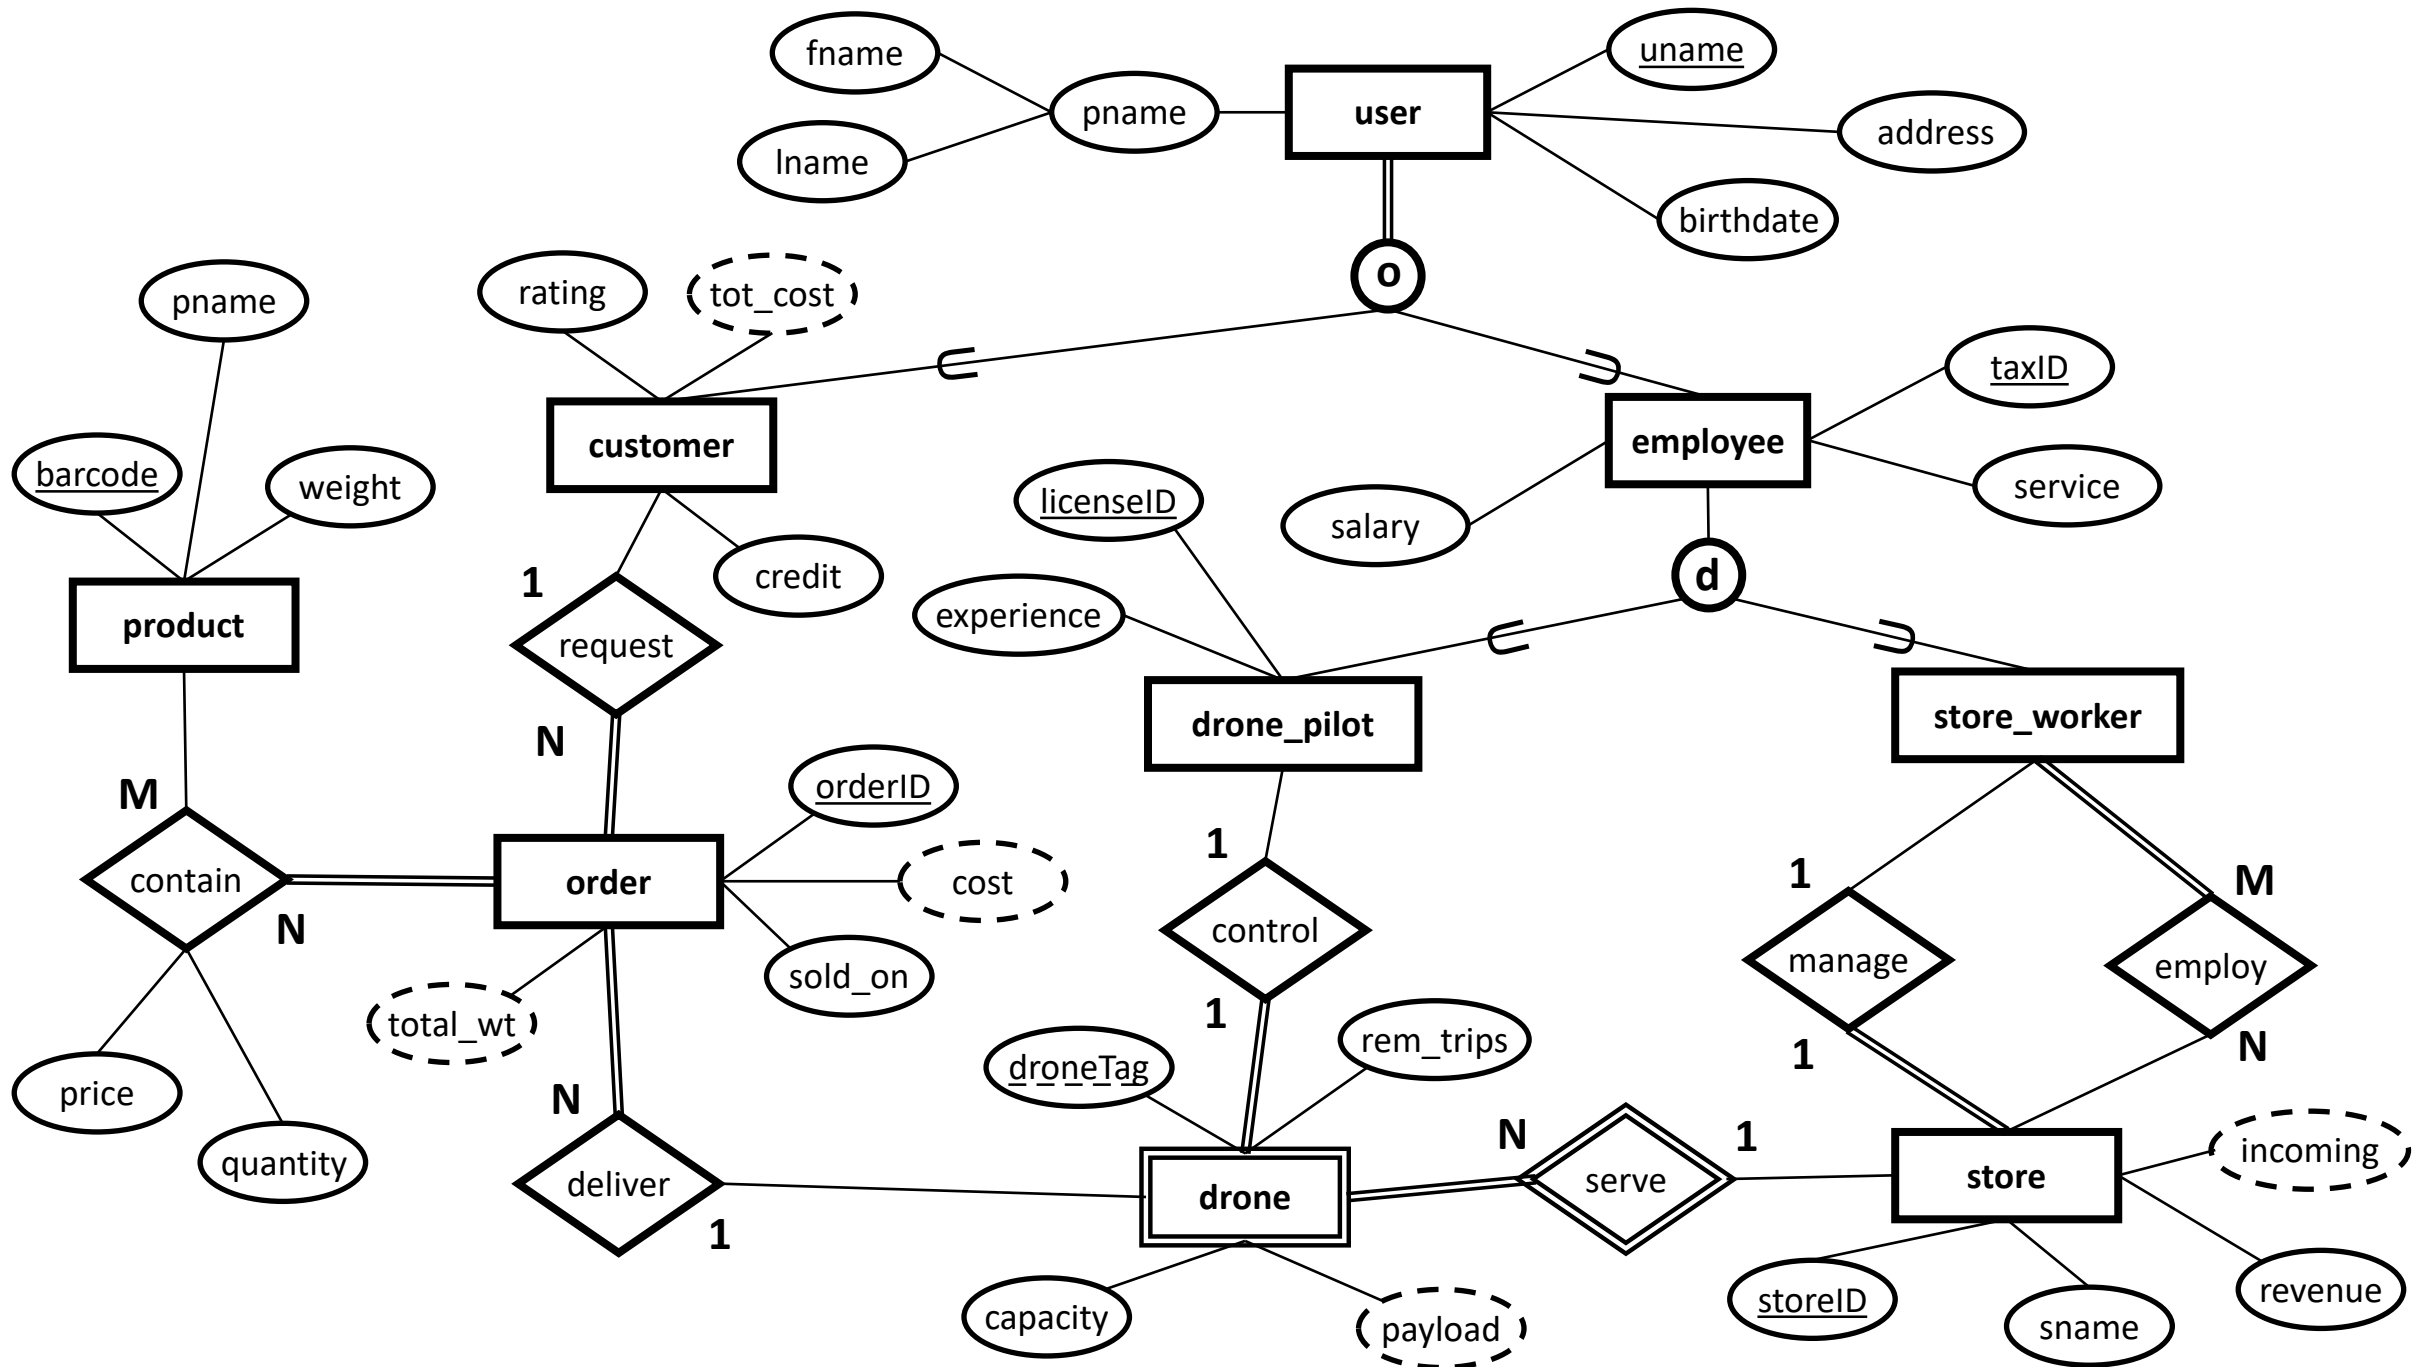 fname
uname
pname
user
address
lname
birthdate
o
rating
tot_cost
pname
taxID
customer
employee
barcode
weight
licenseID
service
salary
credit
d
1
experience
product
request
drone_pilot
store_worker
N
M
orderID
1
1
M
contain
order
cost
N
control
manage
employ
sold_on
1
total_wt
rem_trips
1
N
droneTag
price
N
N
1
incoming
quantity
deliver
drone
serve
store
1
capacity
payload
storeID
sname
revenue